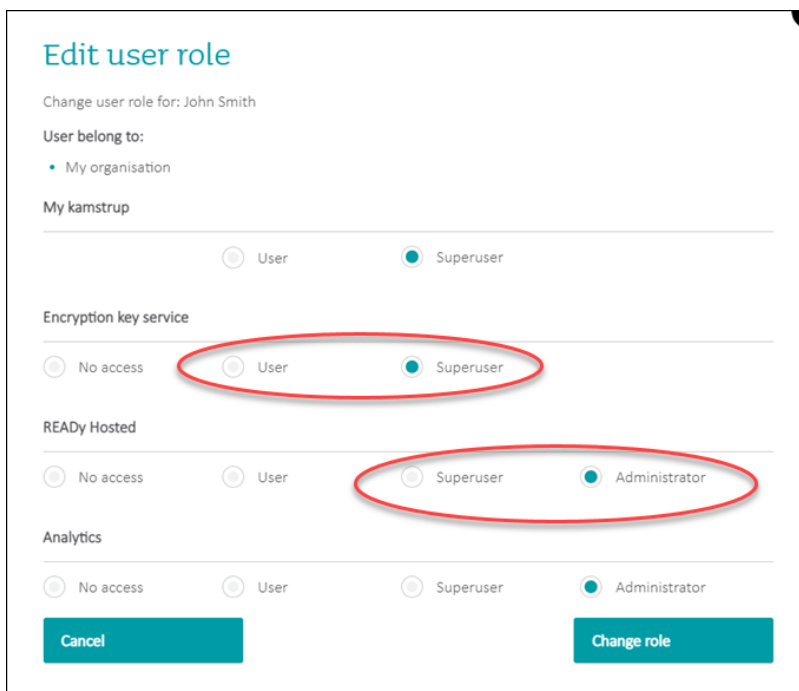 Edit user role
Change user role for: John Smith
User belong to:
• My organisation
My kamstrup
User Superuser
Encryption key service
No access User Superuser
READy Hosted
No access User Superuser Administrator
Analytics
No access User Superuser Administrator
Cancel Change role